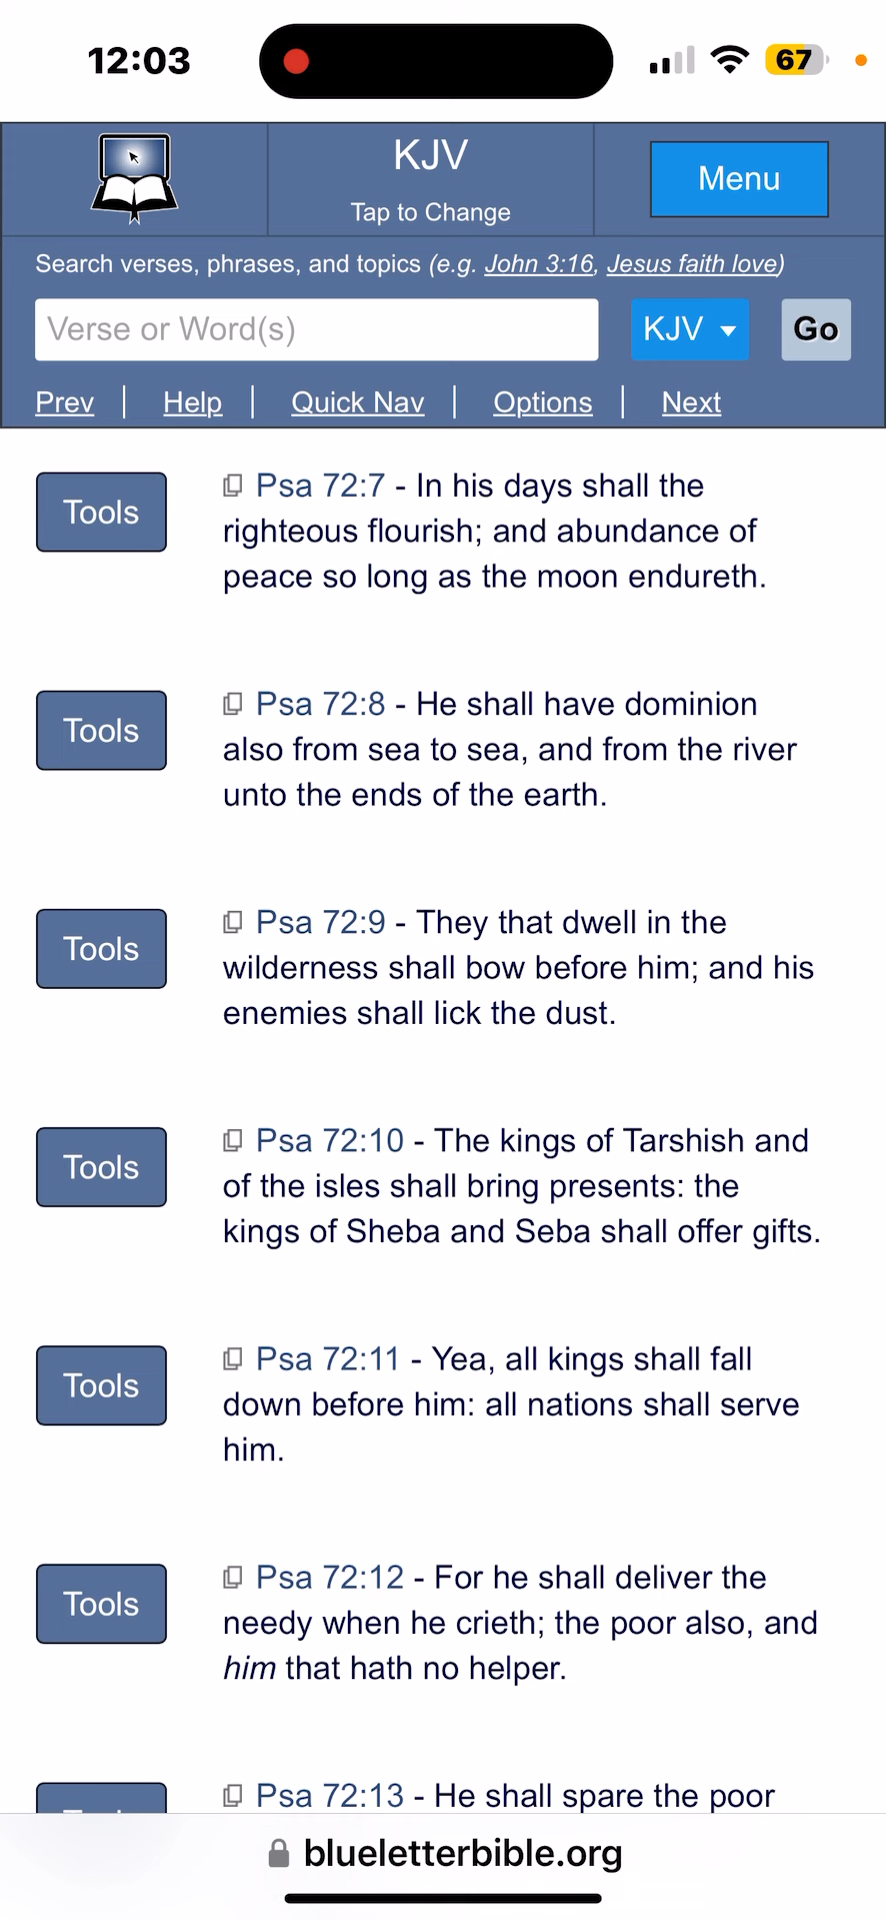 12:03
67
KJV
Tap to Change
Menu
Search verses, phrases, and topics (e.g. John 3:16, Jesus faith love)
Verse or Word(s)
KJV
Go
Prev | Help | Quick Nav | Options | Next
Tools
Psa 72:7 - In his days shall the
righteous flourish; and abundance of
peace so long as the moon endureth.
Tools
Psa 72:8 - He shall have dominion
also from sea to sea, and from the river
unto the ends of the earth.
Tools
Psa 72:9 - They that dwell in the
wilderness shall bow before him; and his
enemies shall lick the dust.
Tools
Psa 72:10 - The kings of Tarshish and
of the isles shall bring presents: the
kings of Sheba and Seba shall offer gifts.
Tools
Psa 72:11 - Yea, all kings shall fall
down before him: all nations shall serve
him.
Tools
Psa 72:12 - For he shall deliver the
needy when he crieth; the poor also, and
him that hath no helper.
Psa 72:13 - He shall spare the poor
blueletterbible.org